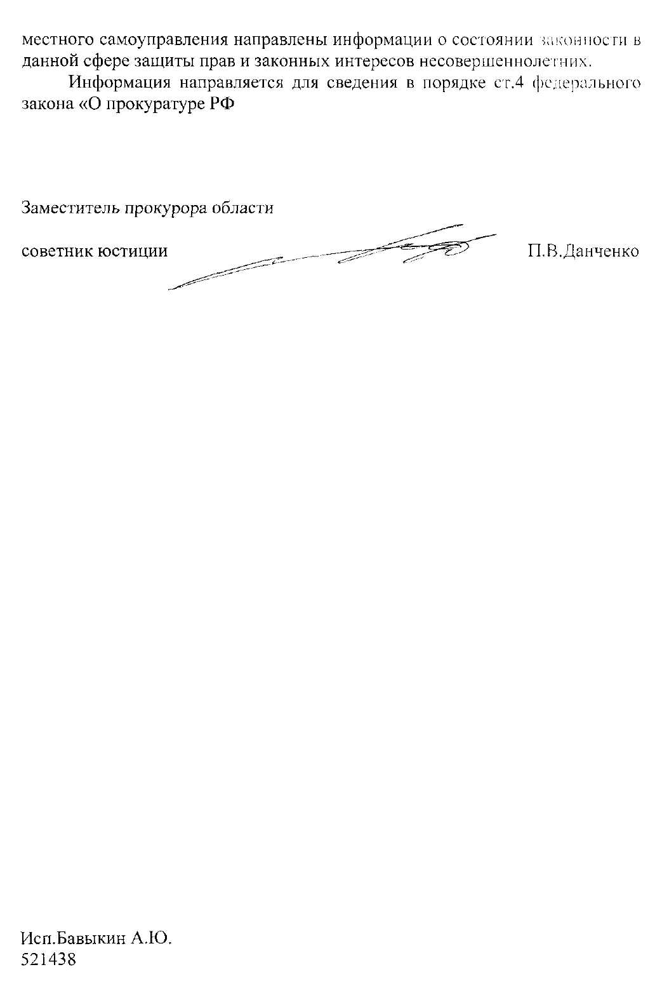 местного самоуправления направлены информации о состоянии законности в
данной сфере защиты прав и законных интересов несовершеннолетних.
Информация направляется для сведения в порядке ст.4 федерального
закона «О прокуратуре РФ
Заместитель прокурора области
советник юстиции П.В.Данченко
Исп.Бавыкин А.Ю.
521438